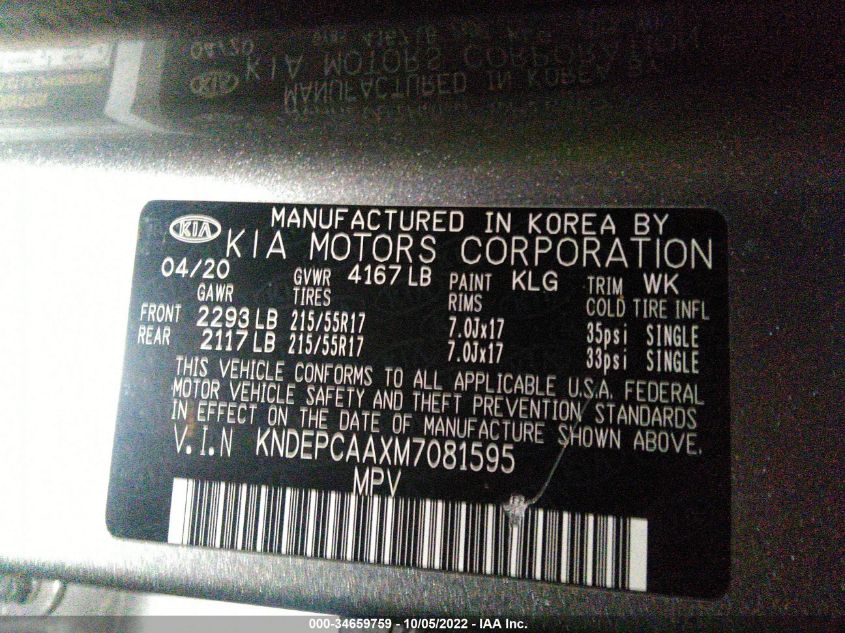 MANUFACTURED IN KOREA BY
KIA KIA MOTORS CORPORATION
04/20 GVWR 4167 LB PAINT KLG TRIM WK
GAWR TIRES RIMS COLD TIRE INFL
FRONT 2293 LB 215/55R17 7.0Jx17 35psi SINGLE
REAR 2117 LB 215/55R17 7.0Jx17 33psi SINGLE
THIS VEHICLE CONFORMS TO ALL APPLICABLE U.S.A. FEDERAL
MOTOR VEHICLE SAFETY AND THEFT PREVENTION STANDARDS
IN EFFECT ON THE DATE OF MANUFACTURE SHOWN ABOVE.
V.I.N KNDEPCAAXM7081595
MPV
000-34659759 - 10/05/2022 - IAA Inc.